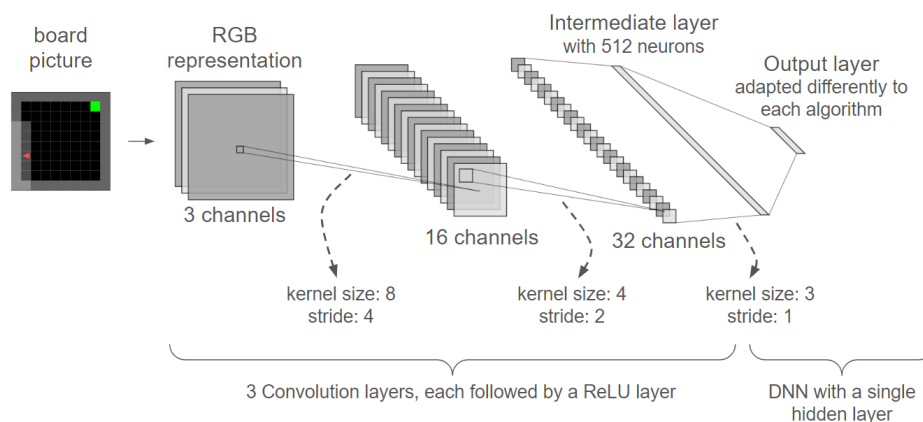 board
picture
RGB
representation
3 channels
16 channels
32 channels
Intermediate layer
with 512 neurons
Output layer
adapted differently to
each algorithm
kernel size: 8
stride: 4
kernel size: 4
stride: 2
kernel size: 3
stride: 1
3 Convolution layers, each followed by a ReLU layer
DNN with a single
hidden layer